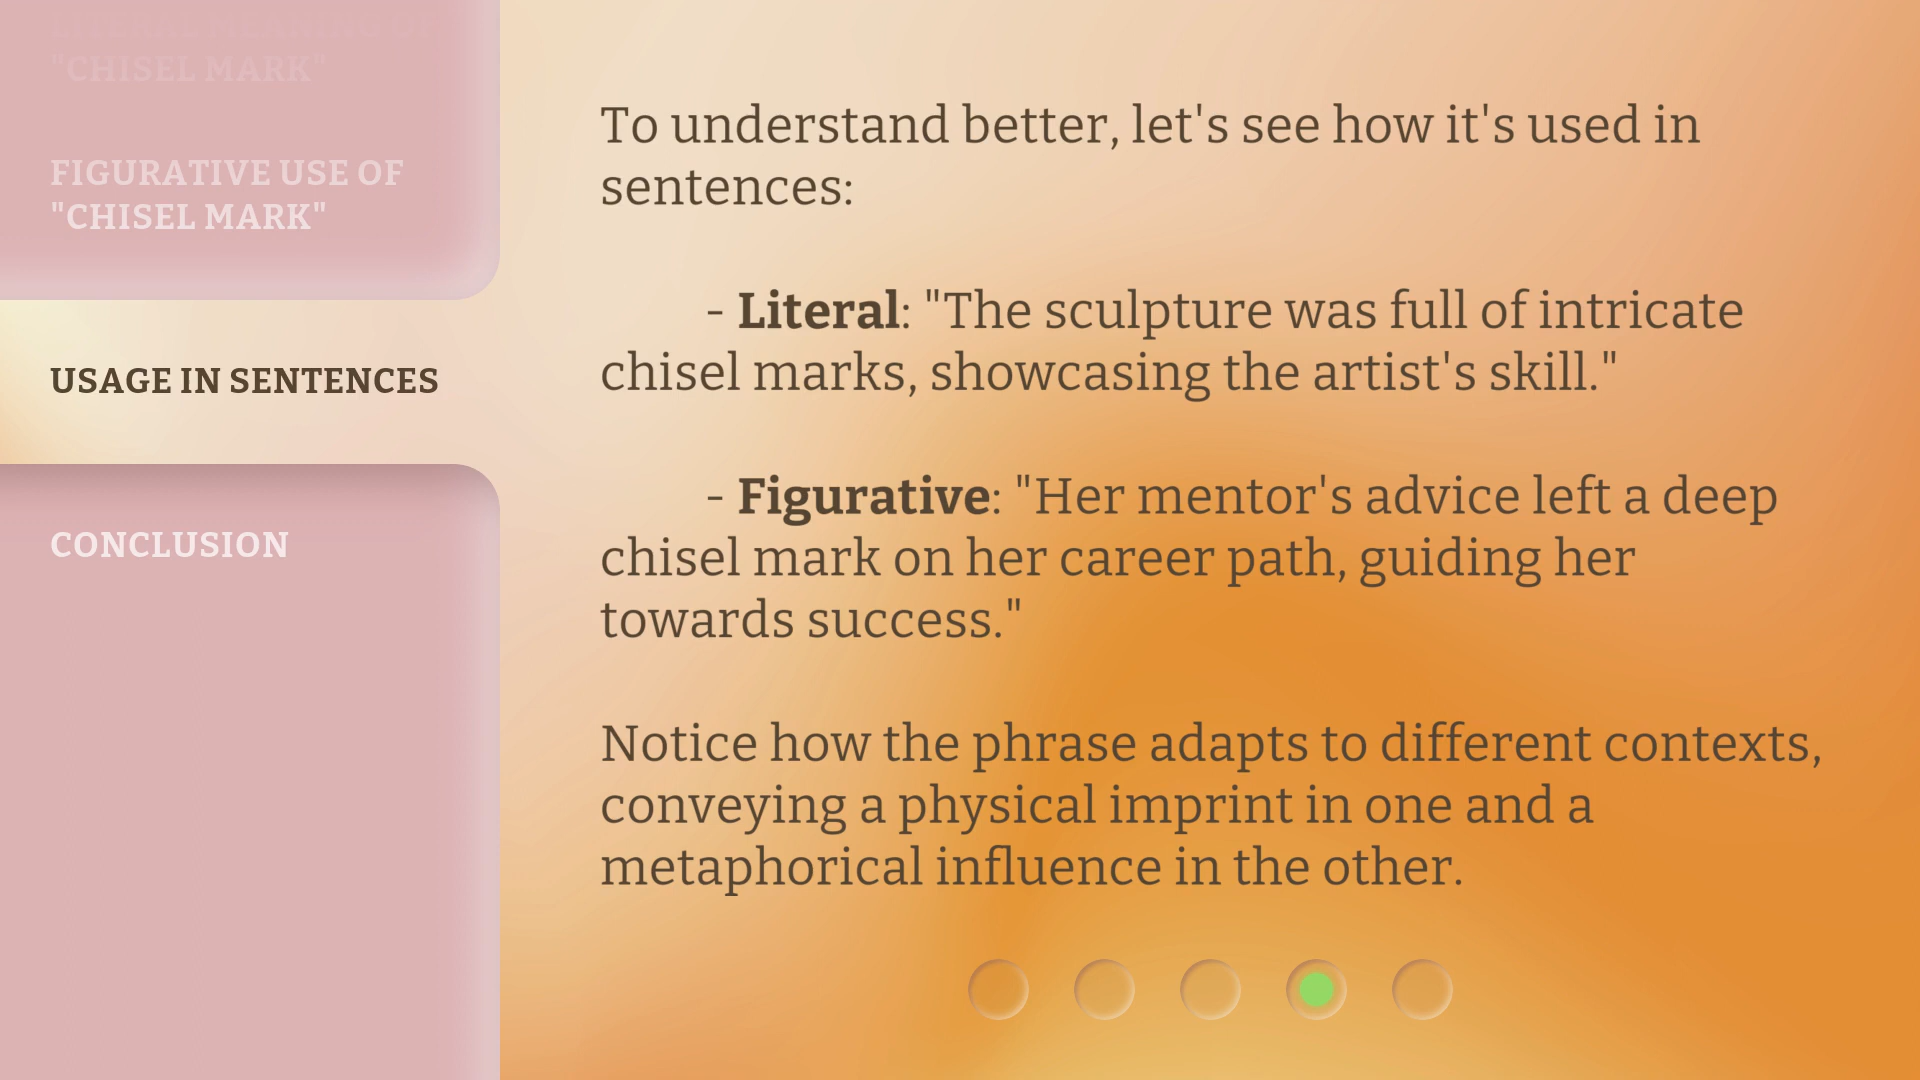 LITERAL MEANING OF
"CHISEL MARK"
FIGURATIVE USE OF
"CHISEL MARK"
USAGE IN SENTENCES
CONCLUSION
To understand better, let's see how it's used in
sentences:
- Literal: "The sculpture was full of intricate
chisel marks, showcasing the artist's skill."
- Figurative: "Her mentor's advice left a deep
chisel mark on her career path, guiding her
towards success."
Notice how the phrase adapts to different contexts,
conveying a physical imprint in one and a
metaphorical influence in the other.